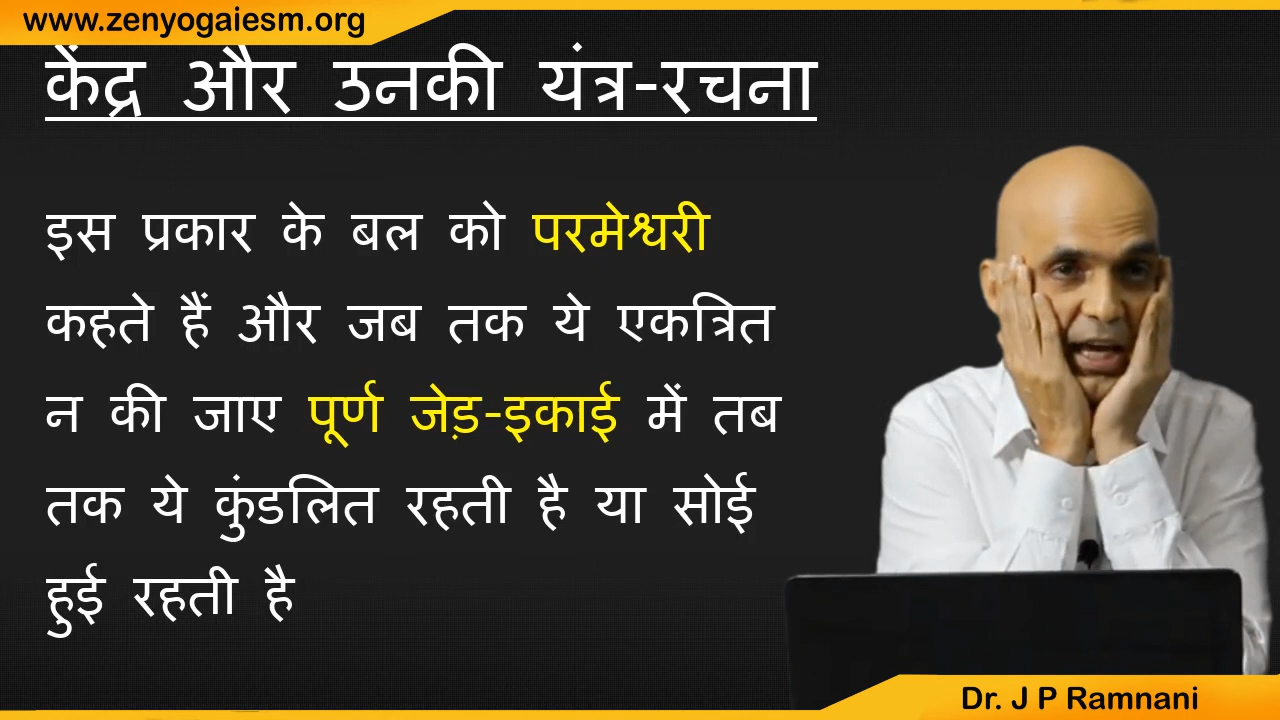 www.zenyogaiesm.org
केंद्र और उनकी यंत्र-रचना
इस प्रकार के बल को परमेश्वरी
कहते हैं और जब तक ये एकत्रित
न की जाए पूर्ण जेड़-इकाई में तब
तक ये कुंडलित रहती है या सोई
हुई रहती है
Dr. J P Ramnani